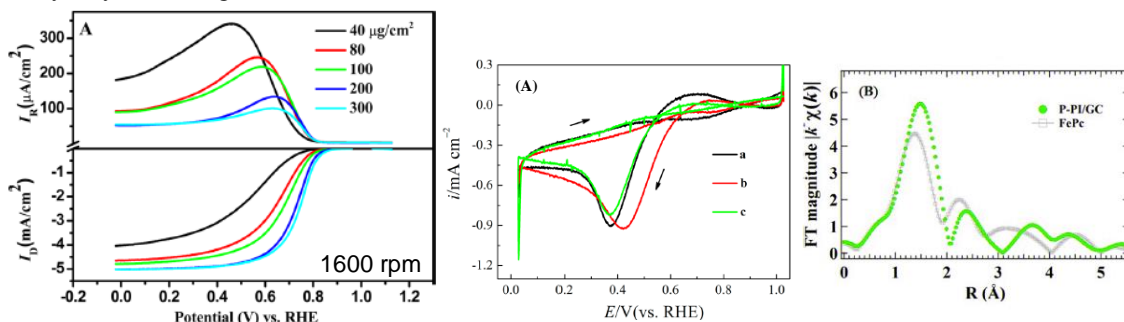 A
40 μg/cm²
80
100
200
300
I_R(μA/cm²)
300
200
100
I_D(mA/cm²)
-1
-2
-3
-4
-5
1600 rpm
-0.2 0.0 0.2 0.4 0.6 0.8 1.0 1.2
Potential (V) vs. RHE
(A)
i/mA cm⁻²
0.3
0.0
-0.3
-0.6
-0.9
-1.2
a
b
c
0.0 0.2 0.4 0.6 0.8 1.0
E/V(vs. RHE)
(B)
P-PI/GC
FePc
FT magnitude |k χ(k)|
6
5
4
3
2
1
0
0 1 2 3 4 5
R (Å)